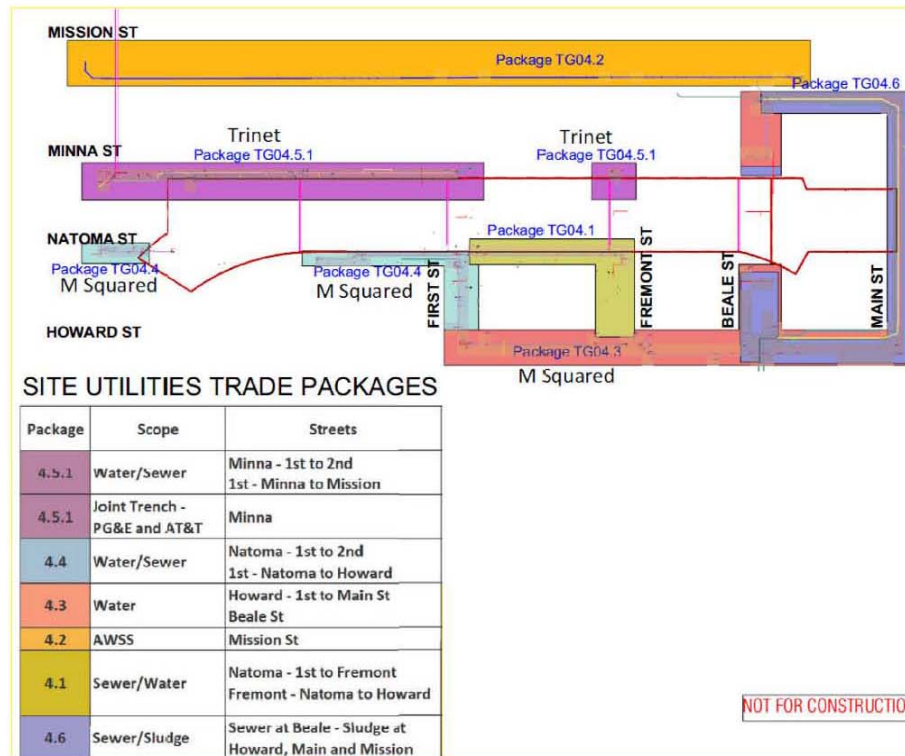 MISSION ST
Package TG04.2
Package TG04.6
Trinet
Trinet
MINNA ST
Package TG04.5.1
Package TG04.5.1
NATOMA ST
Package TG04.1
Package TG04.4
Package TG04.4
M Squared
M Squared
FIRST ST
FREMONT ST
BEALE ST
MAIN ST
HOWARD ST
Package TG04.3
M Squared
SITE UTILITIES TRADE PACKAGES
Package Scope Streets
4.5.1 Water/Sewer Minna - 1st to 2nd
1st - Minna to Mission
4.5.1 Joint Trench -
PG&E and AT&T Minna
4.4 Water/Sewer Natoma - 1st to 2nd
1st - Natoma to Howard
4.3 Water Howard - 1st to Main St
Beale St
4.2 AWSS Mission St
4.1 Sewer/Water Natoma - 1st to Fremont
Fremont - Natoma to Howard
4.6 Sewer/Sludge Sewer at Beale - Sludge at
Howard, Main and Mission
NOT FOR CONSTRUCTIO